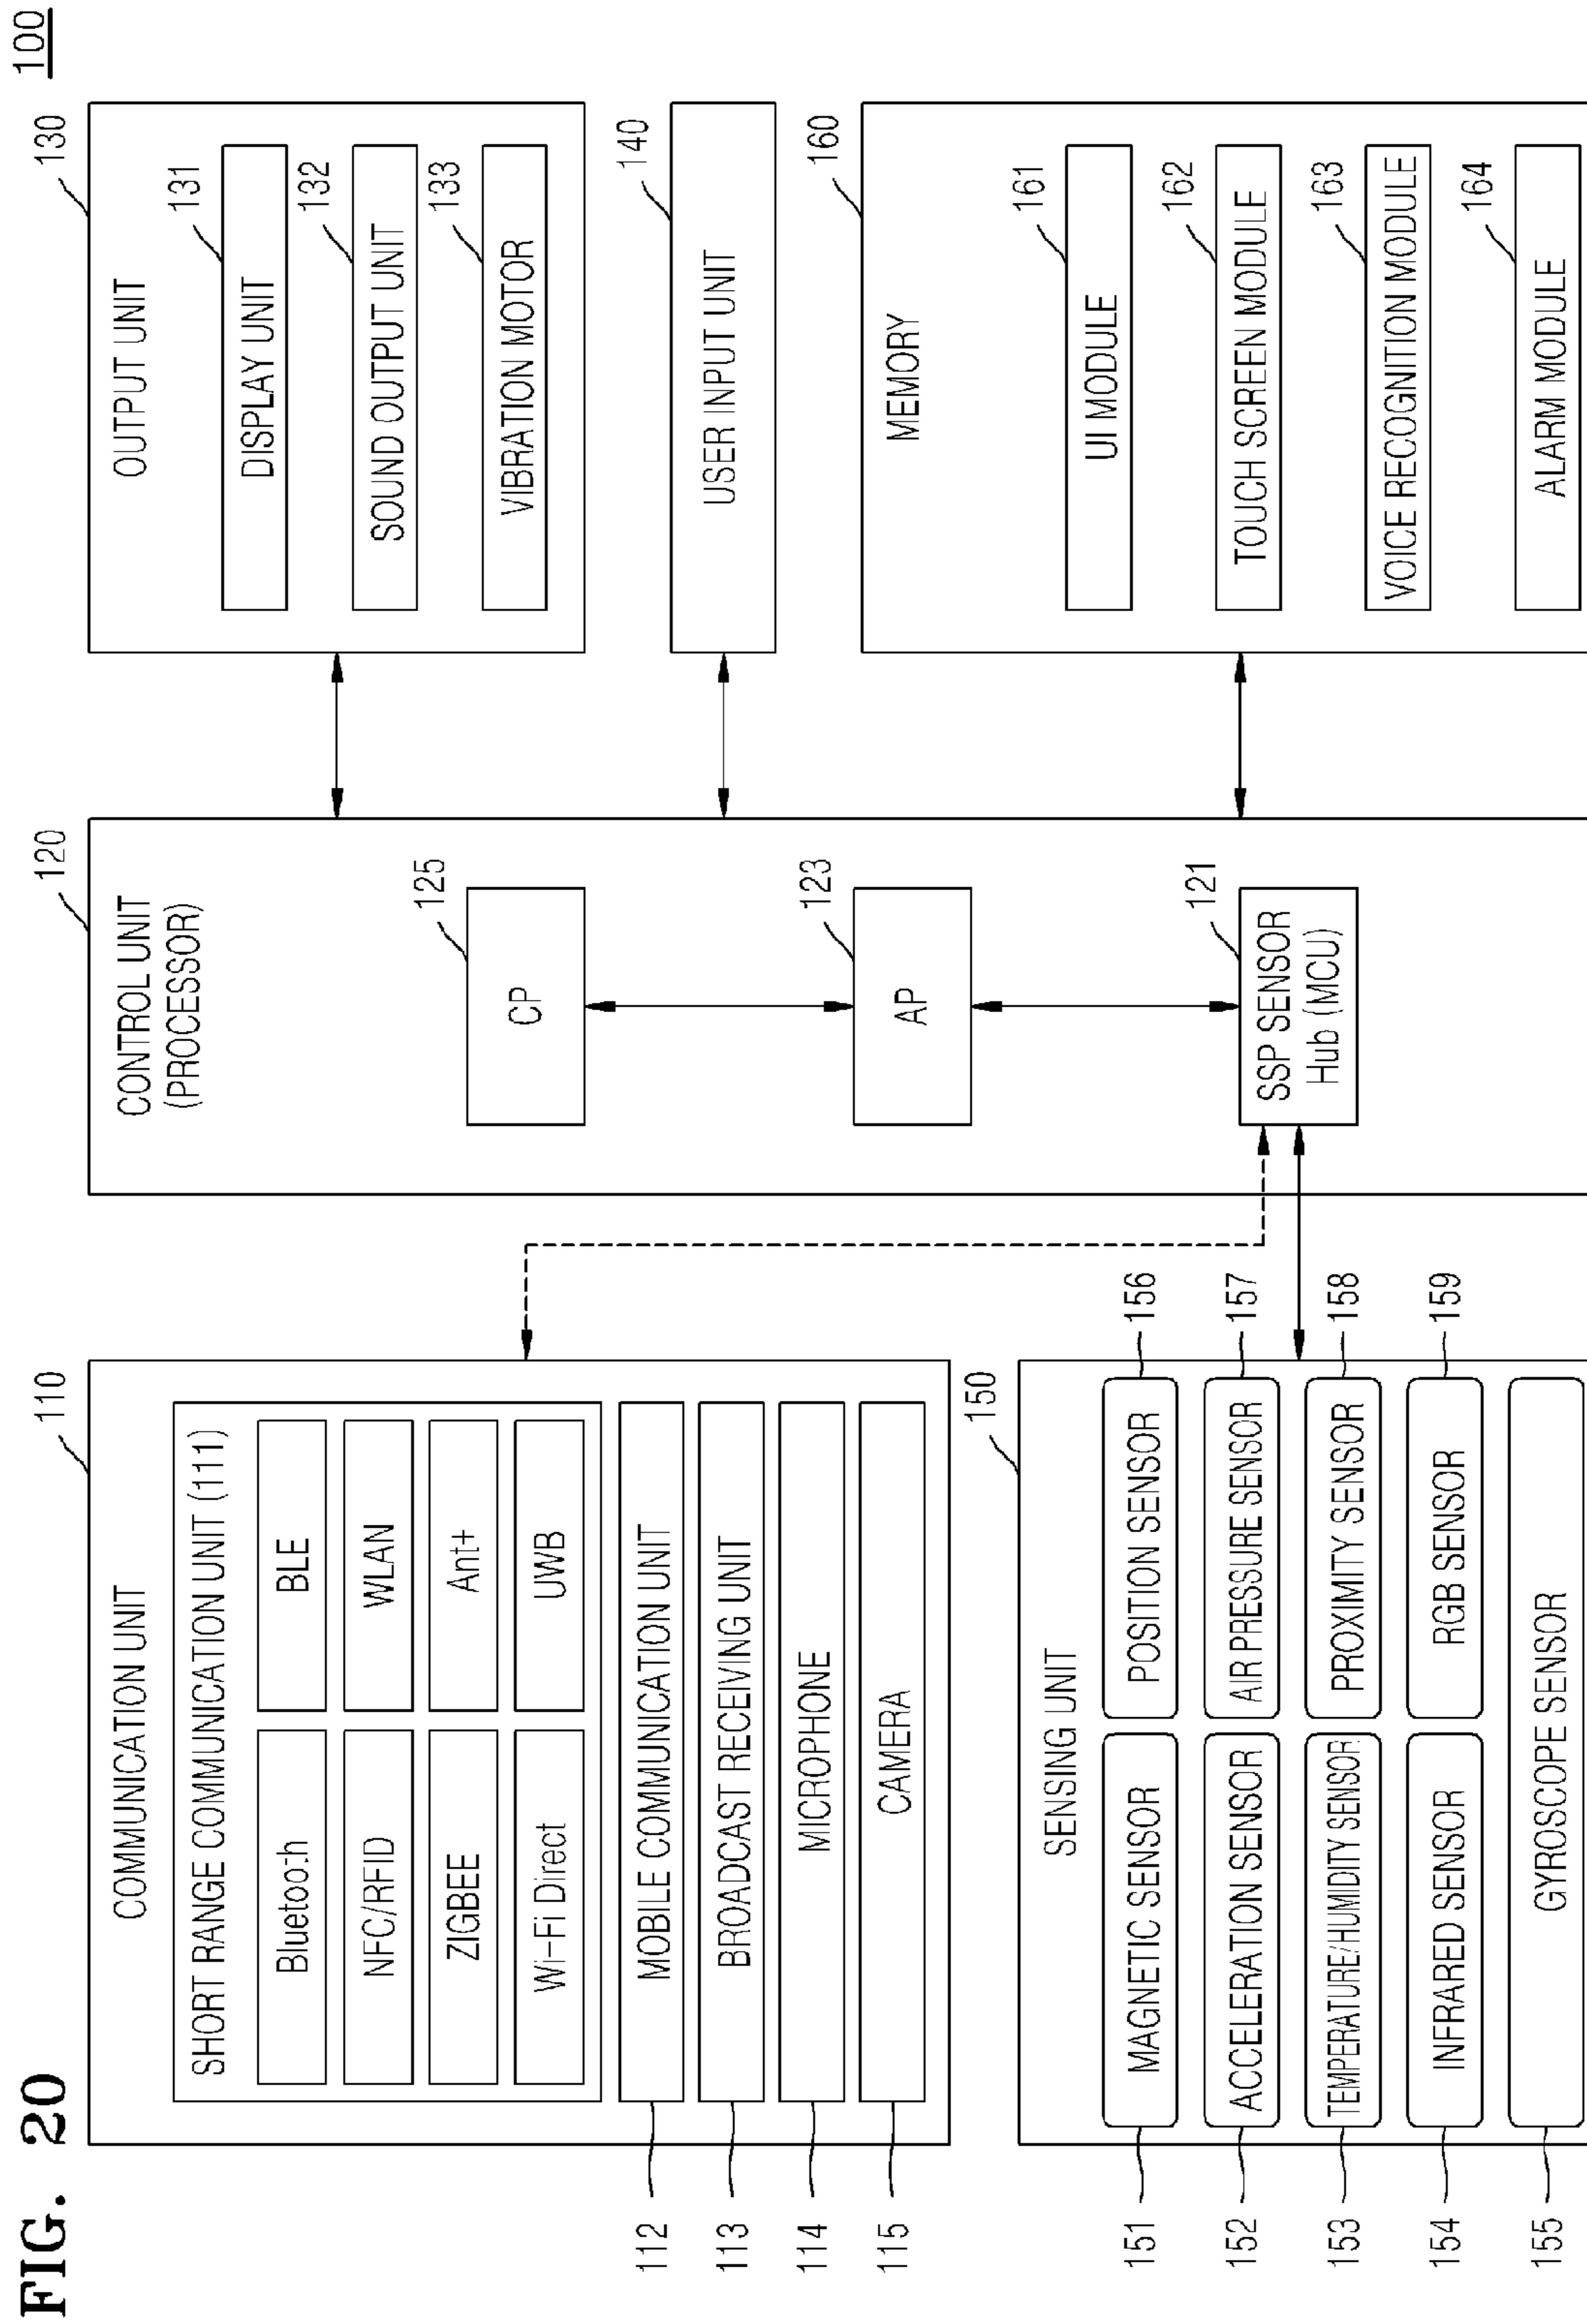 FIG. 20
100
110
COMMUNICATION UNIT
SHORT RANGE COMMUNICATION UNIT (111)
Bluetooth
BLE
NFC/RFID
WLAN
ZIGBEE
Ant+
Wi-Fi Direct
UWB
112
MOBILE COMMUNICATION UNIT
113
BROADCAST RECEIVING UNIT
114
MICROPHONE
115
CAMERA
150
SENSING UNIT
151
MAGNETIC SENSOR
POSITION SENSOR
156
152
ACCELERATION SENSOR
AIR PRESSURE SENSOR
157
153
TEMPERATURE/HUMIDITY SENSOR
PROXIMITY SENSOR
158
154
INFRARED SENSOR
RGB SENSOR
159
155
GYROSCOPE SENSOR
120
CONTROL UNIT
(PROCESSOR)
125
CP
123
AP
121
SSP SENSOR
Hub (MCU)
130
OUTPUT UNIT
131
DISPLAY UNIT
132
SOUND OUTPUT UNIT
133
VIBRATION MOTOR
140
USER INPUT UNIT
160
MEMORY
161
UI MODULE
162
TOUCH SCREEN MODULE
163
VOICE RECOGNITION MODULE
164
ALARM MODULE